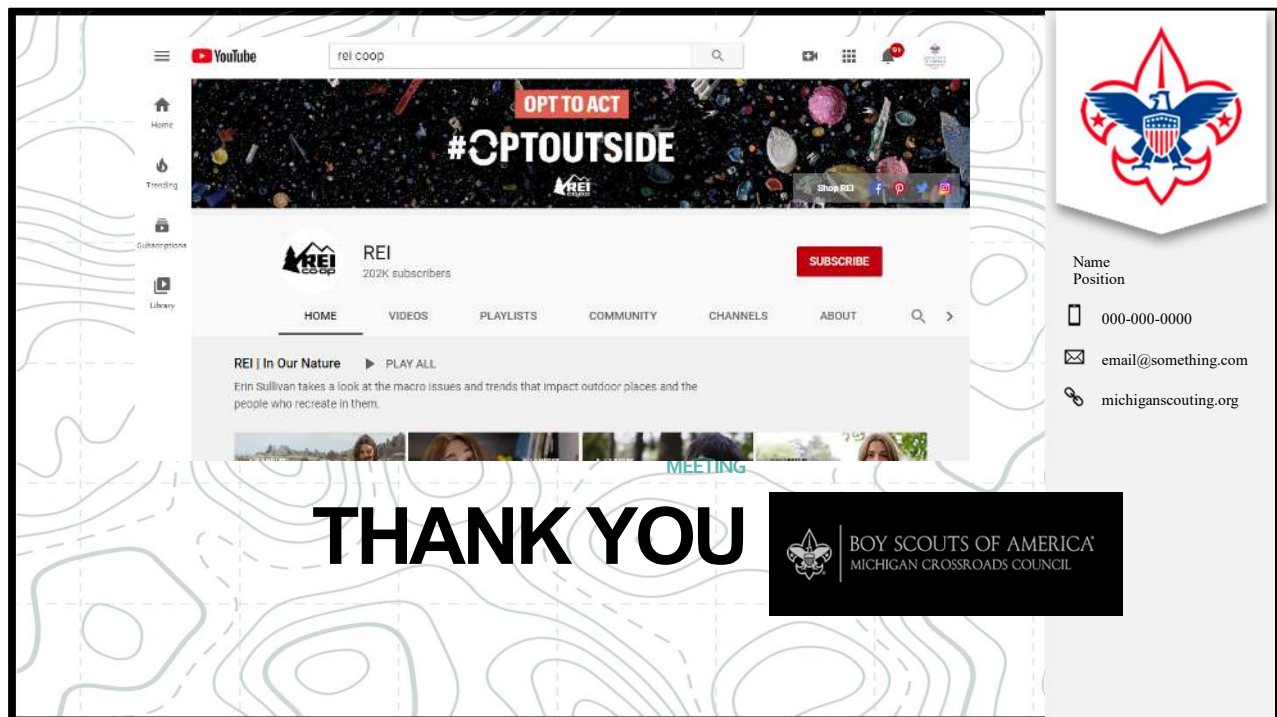 YouTube
rei coop
9+
Home
Trending
Subscriptions
Library
OPT TO ACT
#OPTOUTSIDE
REI
CO-OP
Shop REI
REI
CO-OP
REI
202K subscribers
SUBSCRIBE
HOME VIDEOS PLAYLISTS COMMUNITY CHANNELS ABOUT
REI | In Our Nature PLAY ALL
Erin Sullivan takes a look at the macro issues and trends that impact outdoor places and the
people who recreate in them.
MEETING
THANK YOU
BOY SCOUTS OF AMERICA®
MICHIGAN CROSSROADS COUNCIL
Name
Position
000-000-0000
email@something.com
michiganscouting.org